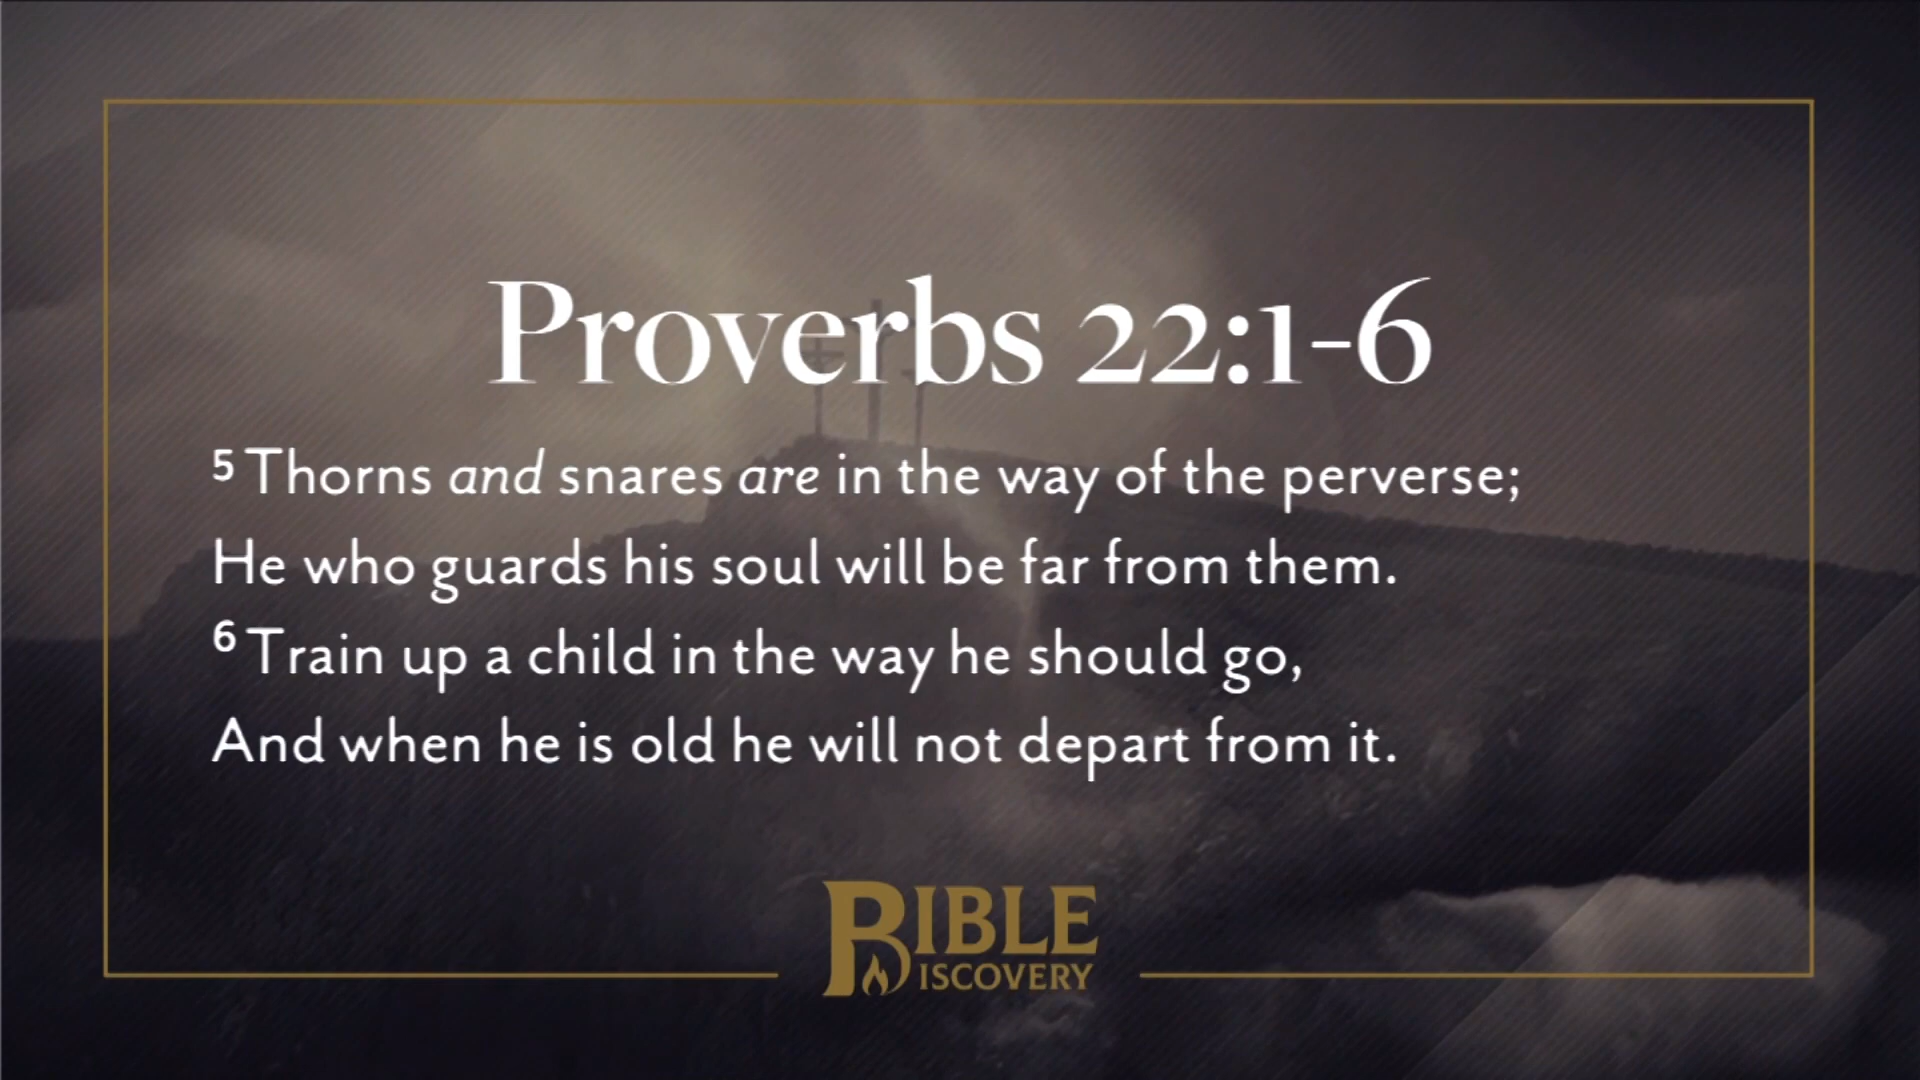 Proverbs 22:1-6
5 Thorns and snares are in the way of the perverse;
He who guards his soul will be far from them.
6 Train up a child in the way he should go,
And when he is old he will not depart from it.
BIBLE
DISCOVERY